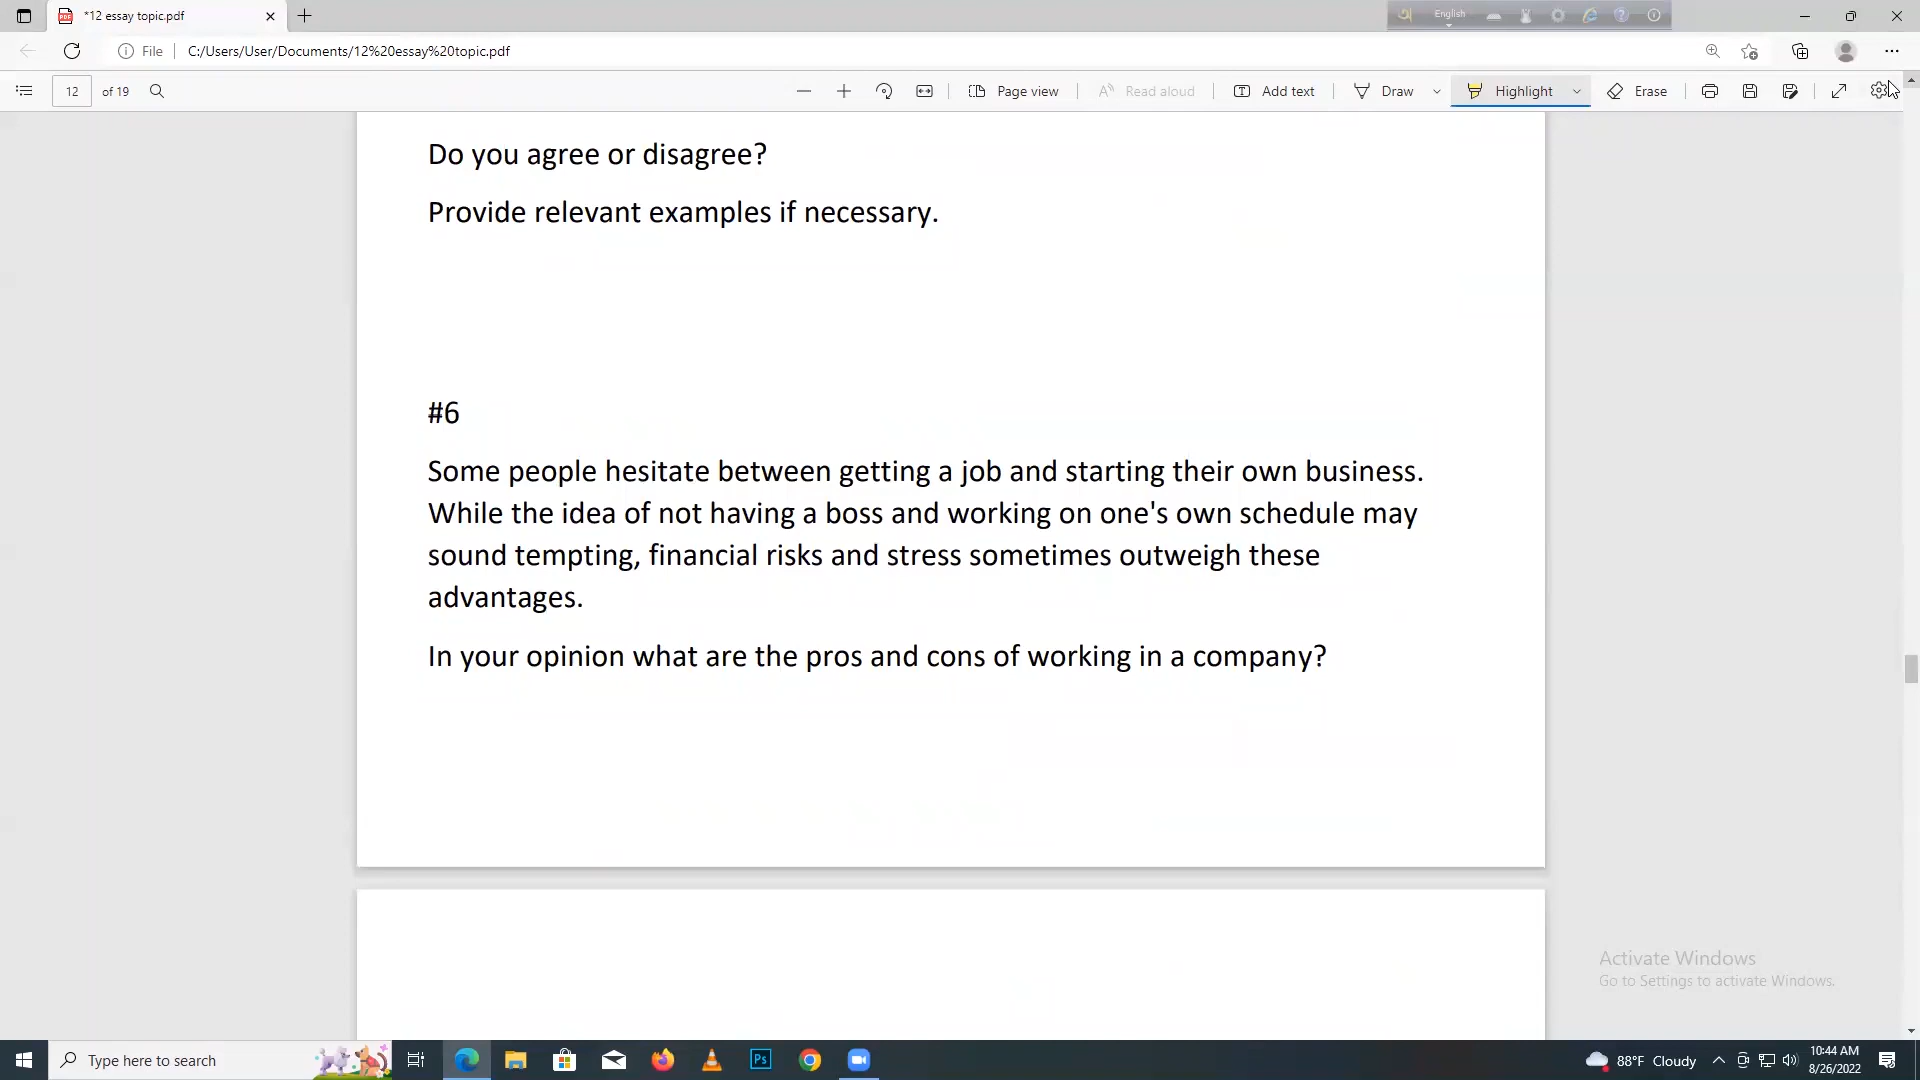 *12 essay topic.pdf
English
File
C:/Users/User/Documents/12%20essay%20topic.pdf
12 of 19
Page view
Read aloud
Add text
Draw
Highlight
Erase
Do you agree or disagree?
Provide relevant examples if necessary.
#6
Some people hesitate between getting a job and starting their own business.
While the idea of not having a boss and working on one's own schedule may
sound tempting, financial risks and stress sometimes outweigh these
advantages.
In your opinion what are the pros and cons of working in a company?
Activate Windows
Go to Settings to activate Windows.
Type here to search
Ps
88°F Cloudy
10:44 AM
8/26/2022